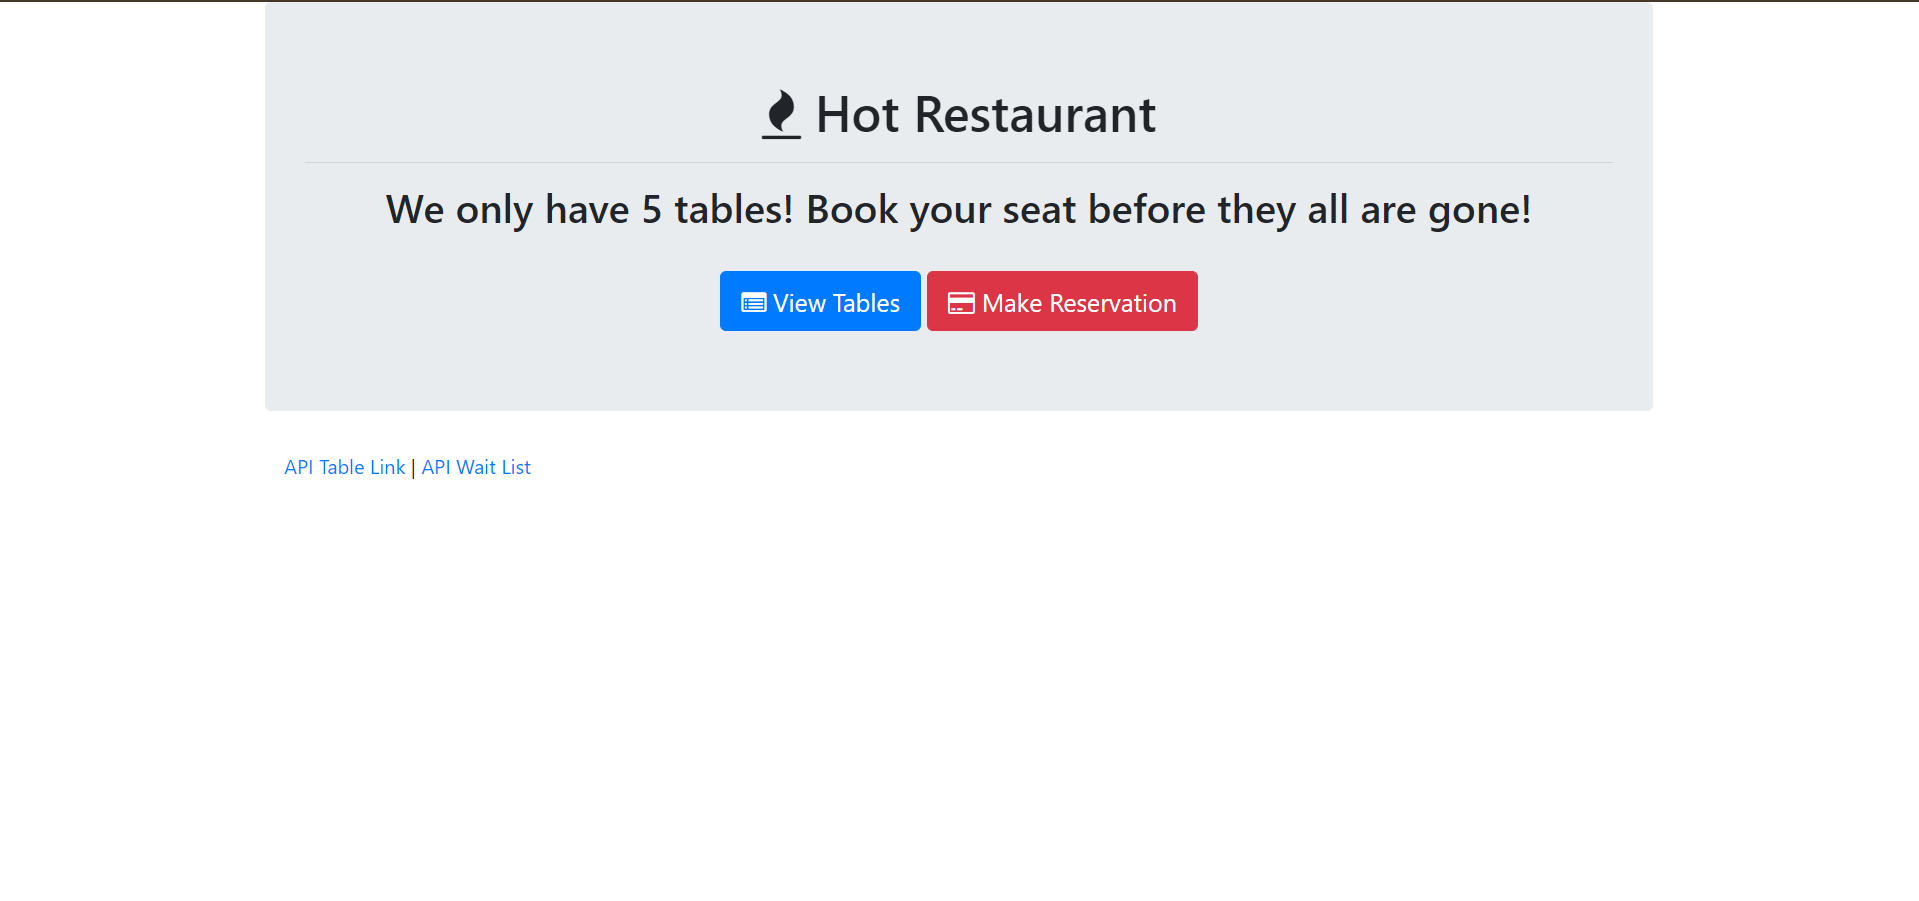 Hot Restaurant
We only have 5 tables! Book your seat before they all are gone!
View Tables Make Reservation
API Table Link | API Wait List